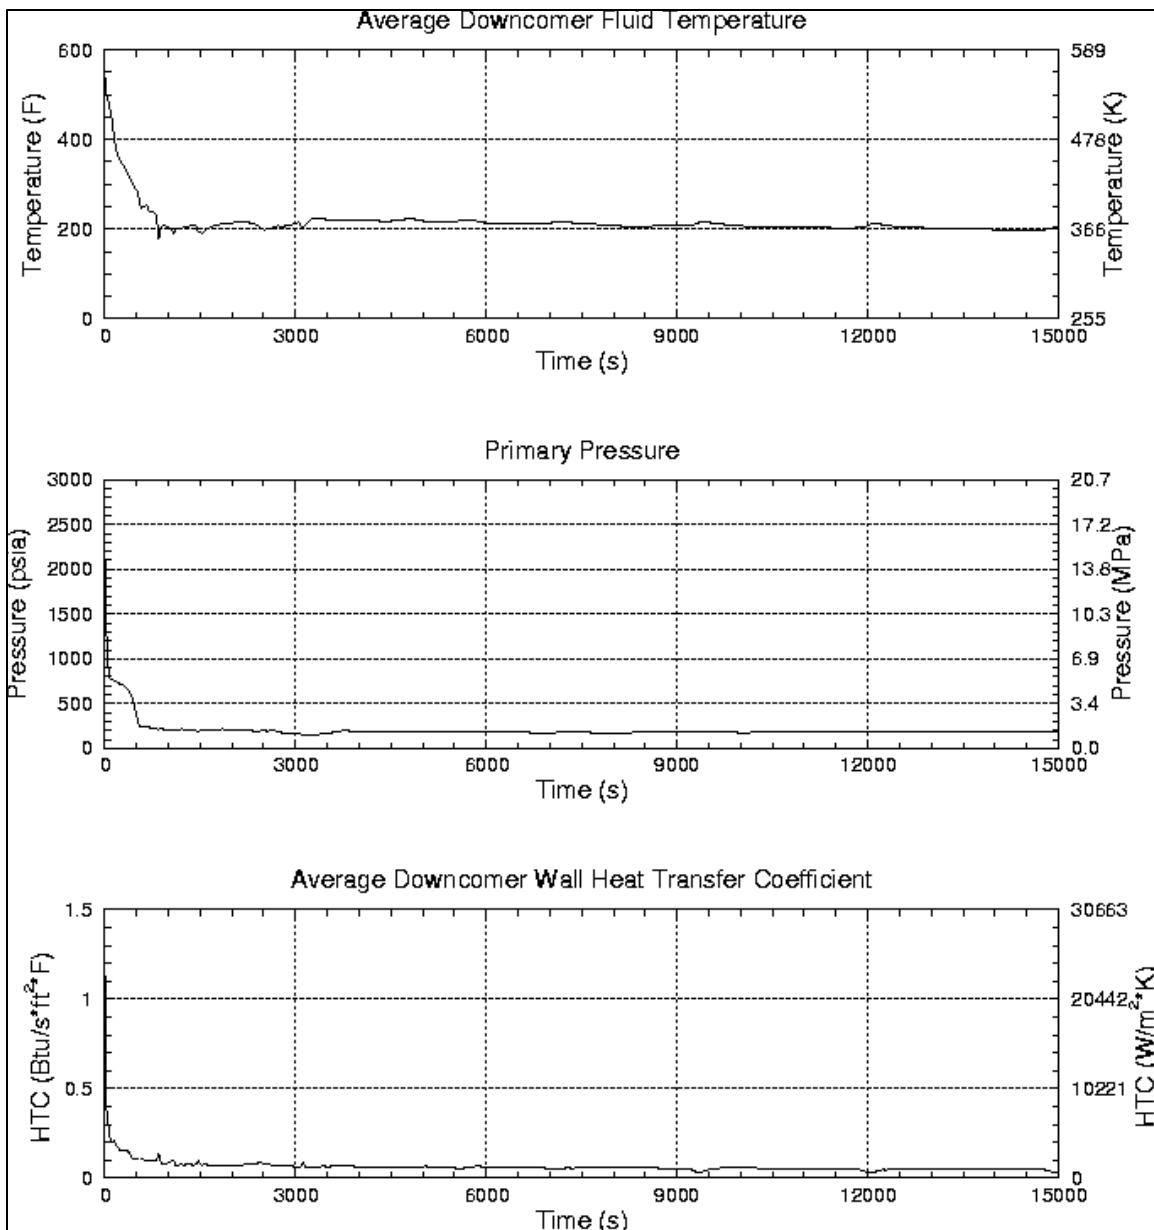 Average Downcomer Fluid Temperature
600
400
200
0
589
478
366
255
Temperature (F)
Temperature (K)
0 3000 6000 9000 12000 15000
Time (s)
Primary Pressure
3000
2500
2000
1500
1000
500
0
20.7
17.2
13.8
10.3
6.9
3.4
0.0
Pressure (psia)
Pressure (MPa)
0 3000 6000 9000 12000 15000
Time (s)
Average Downcomer Wall Heat Transfer Coefficient
1.5
1
0.5
0
30663
20442
10221
0
HTC (Btu/s*ft²*F)
HTC (W/m²*K)
0 3000 6000 9000 12000 15000
Time (s)